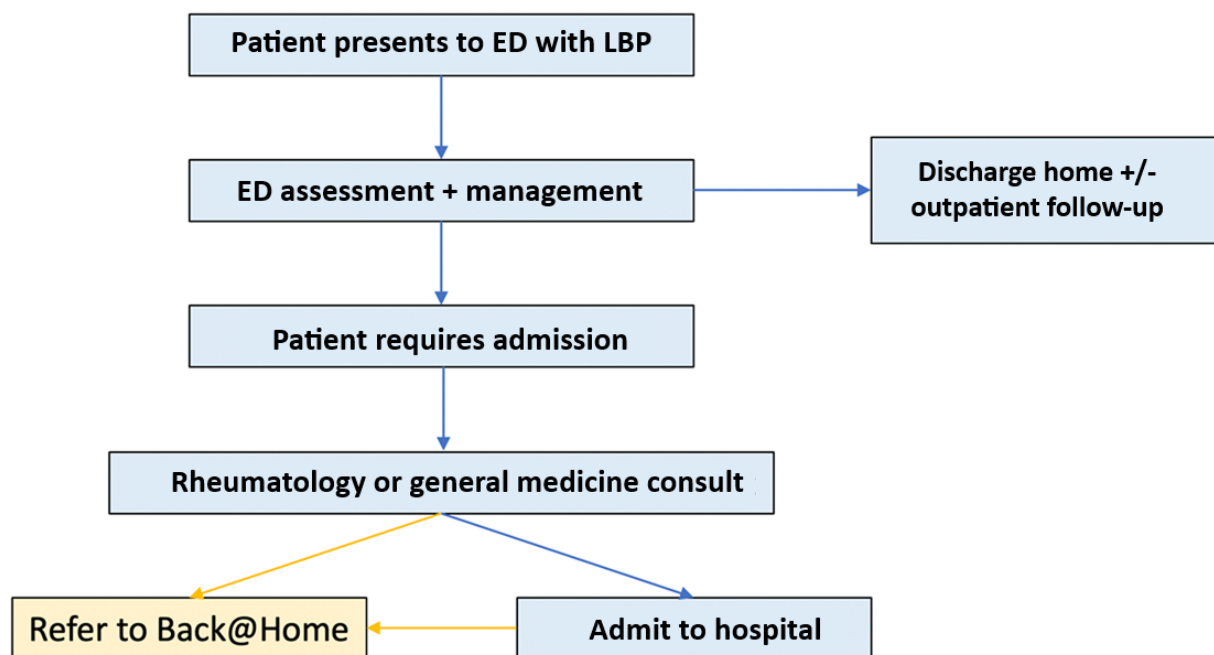 Patient presents to ED with LBP
ED assessment + management
Discharge home +/-
outpatient follow-up
Patient requires admission
Rheumatology or general medicine consult
Refer to Back@Home
Admit to hospital